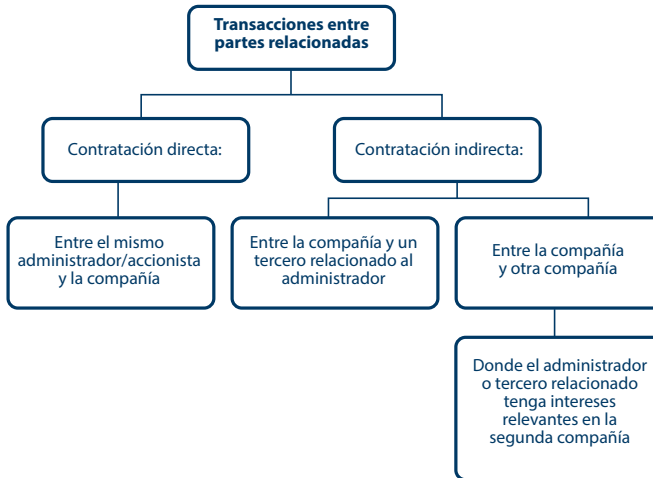 Transacciones entre
partes relacionadas
Contratación directa:
Contratación indirecta:
Entre el mismo
administrador/accionista
y la compañía
Entre la compañía y un
tercero relacionado al
administrador
Entre la compañía
y otra compañía
Donde el administrador
o tercero relacionado
tenga intereses
relevantes en la
segunda compañía